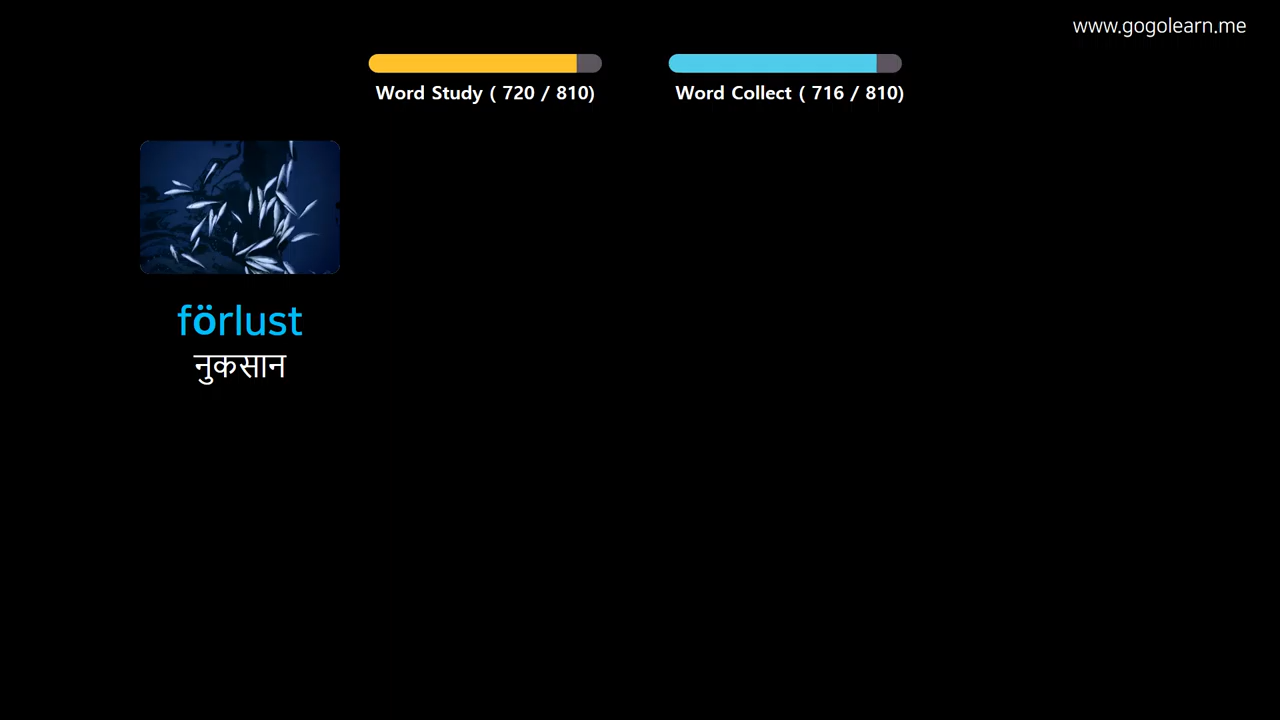 www.gogolearn.me
Word Study ( 720 / 810)
Word Collect ( 716 / 810)
förlust
नुकसान